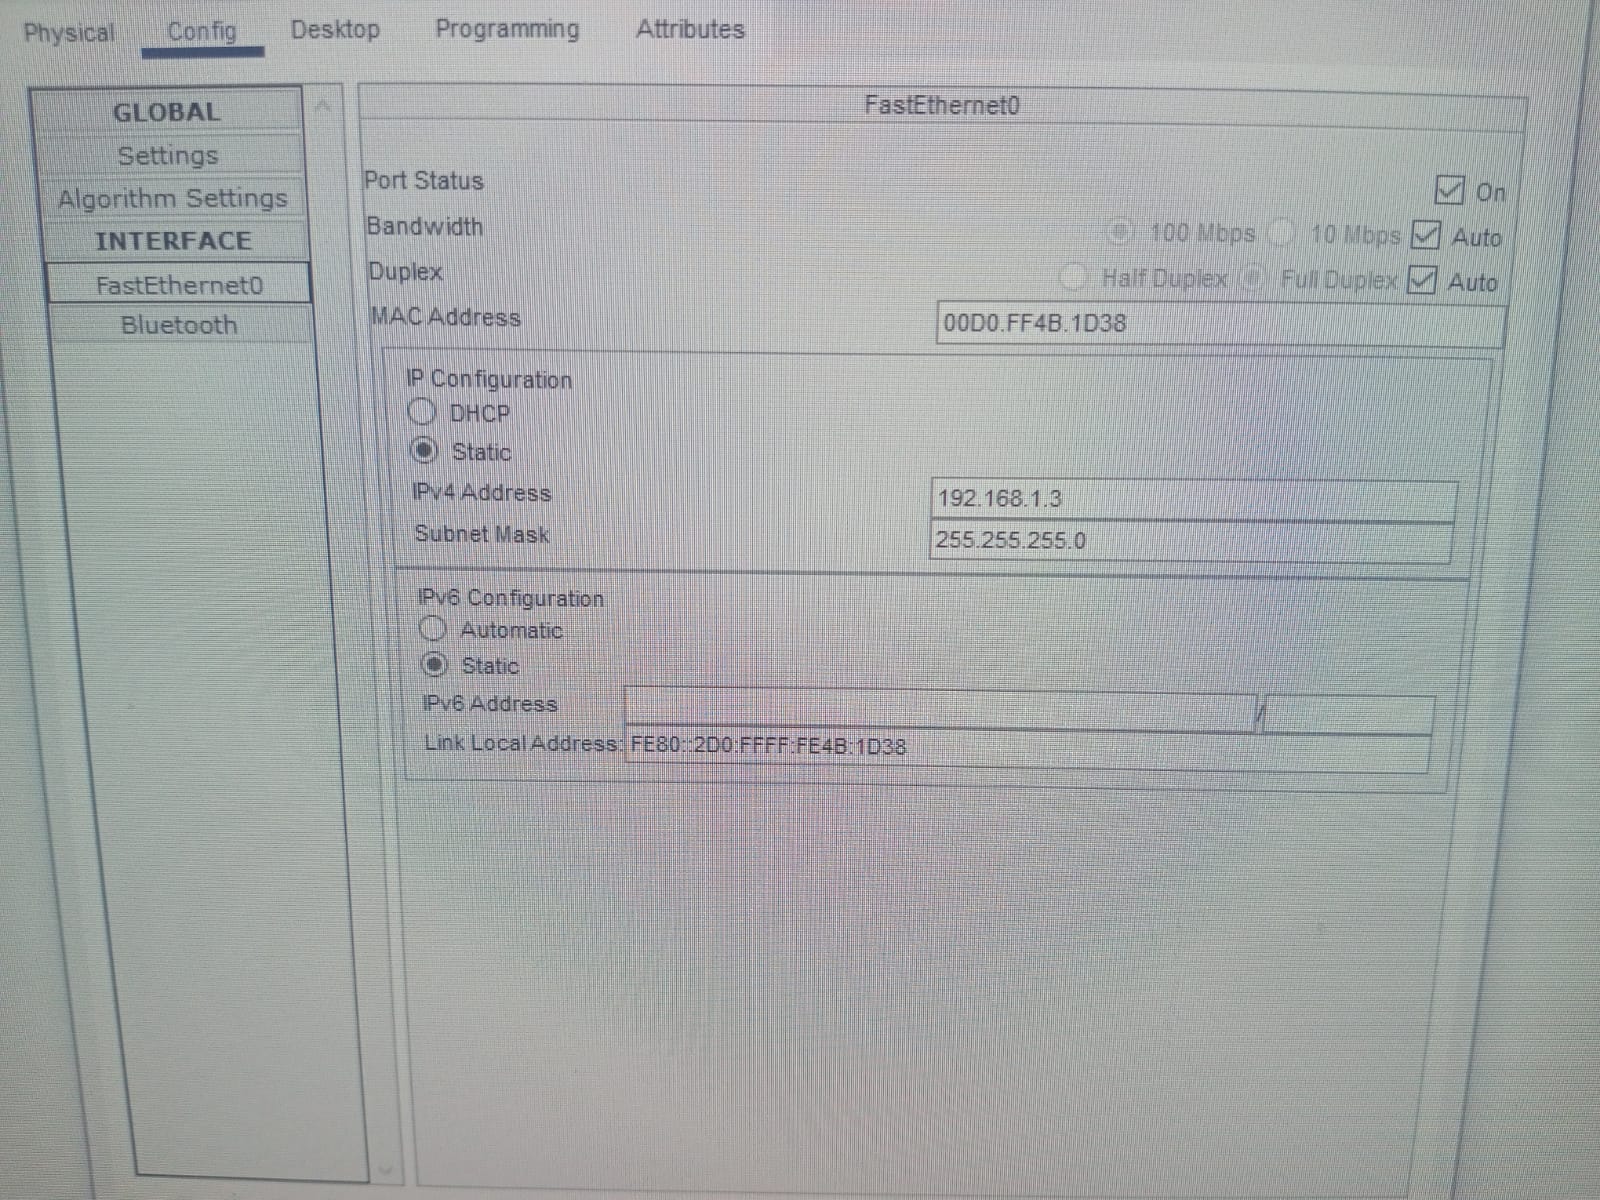 Physical Config Desktop Programming Attributes
GLOBAL
Settings
Algorithm Settings
INTERFACE
FastEthernet0
Bluetooth
FastEthernet0
Port Status On
Bandwidth 100 Mbps 10 Mbps Auto
Duplex Half Duplex Full Duplex Auto
MAC Address 00D0.FF4B.1D38
IP Configuration
DHCP
Static
IPv4 Address 192.168.1.3
Subnet Mask 255.255.255.0
IPv6 Configuration
Automatic
Static
IPv6 Address /
Link Local Address: FE80::2D0:FFFF:FE4B:1D38